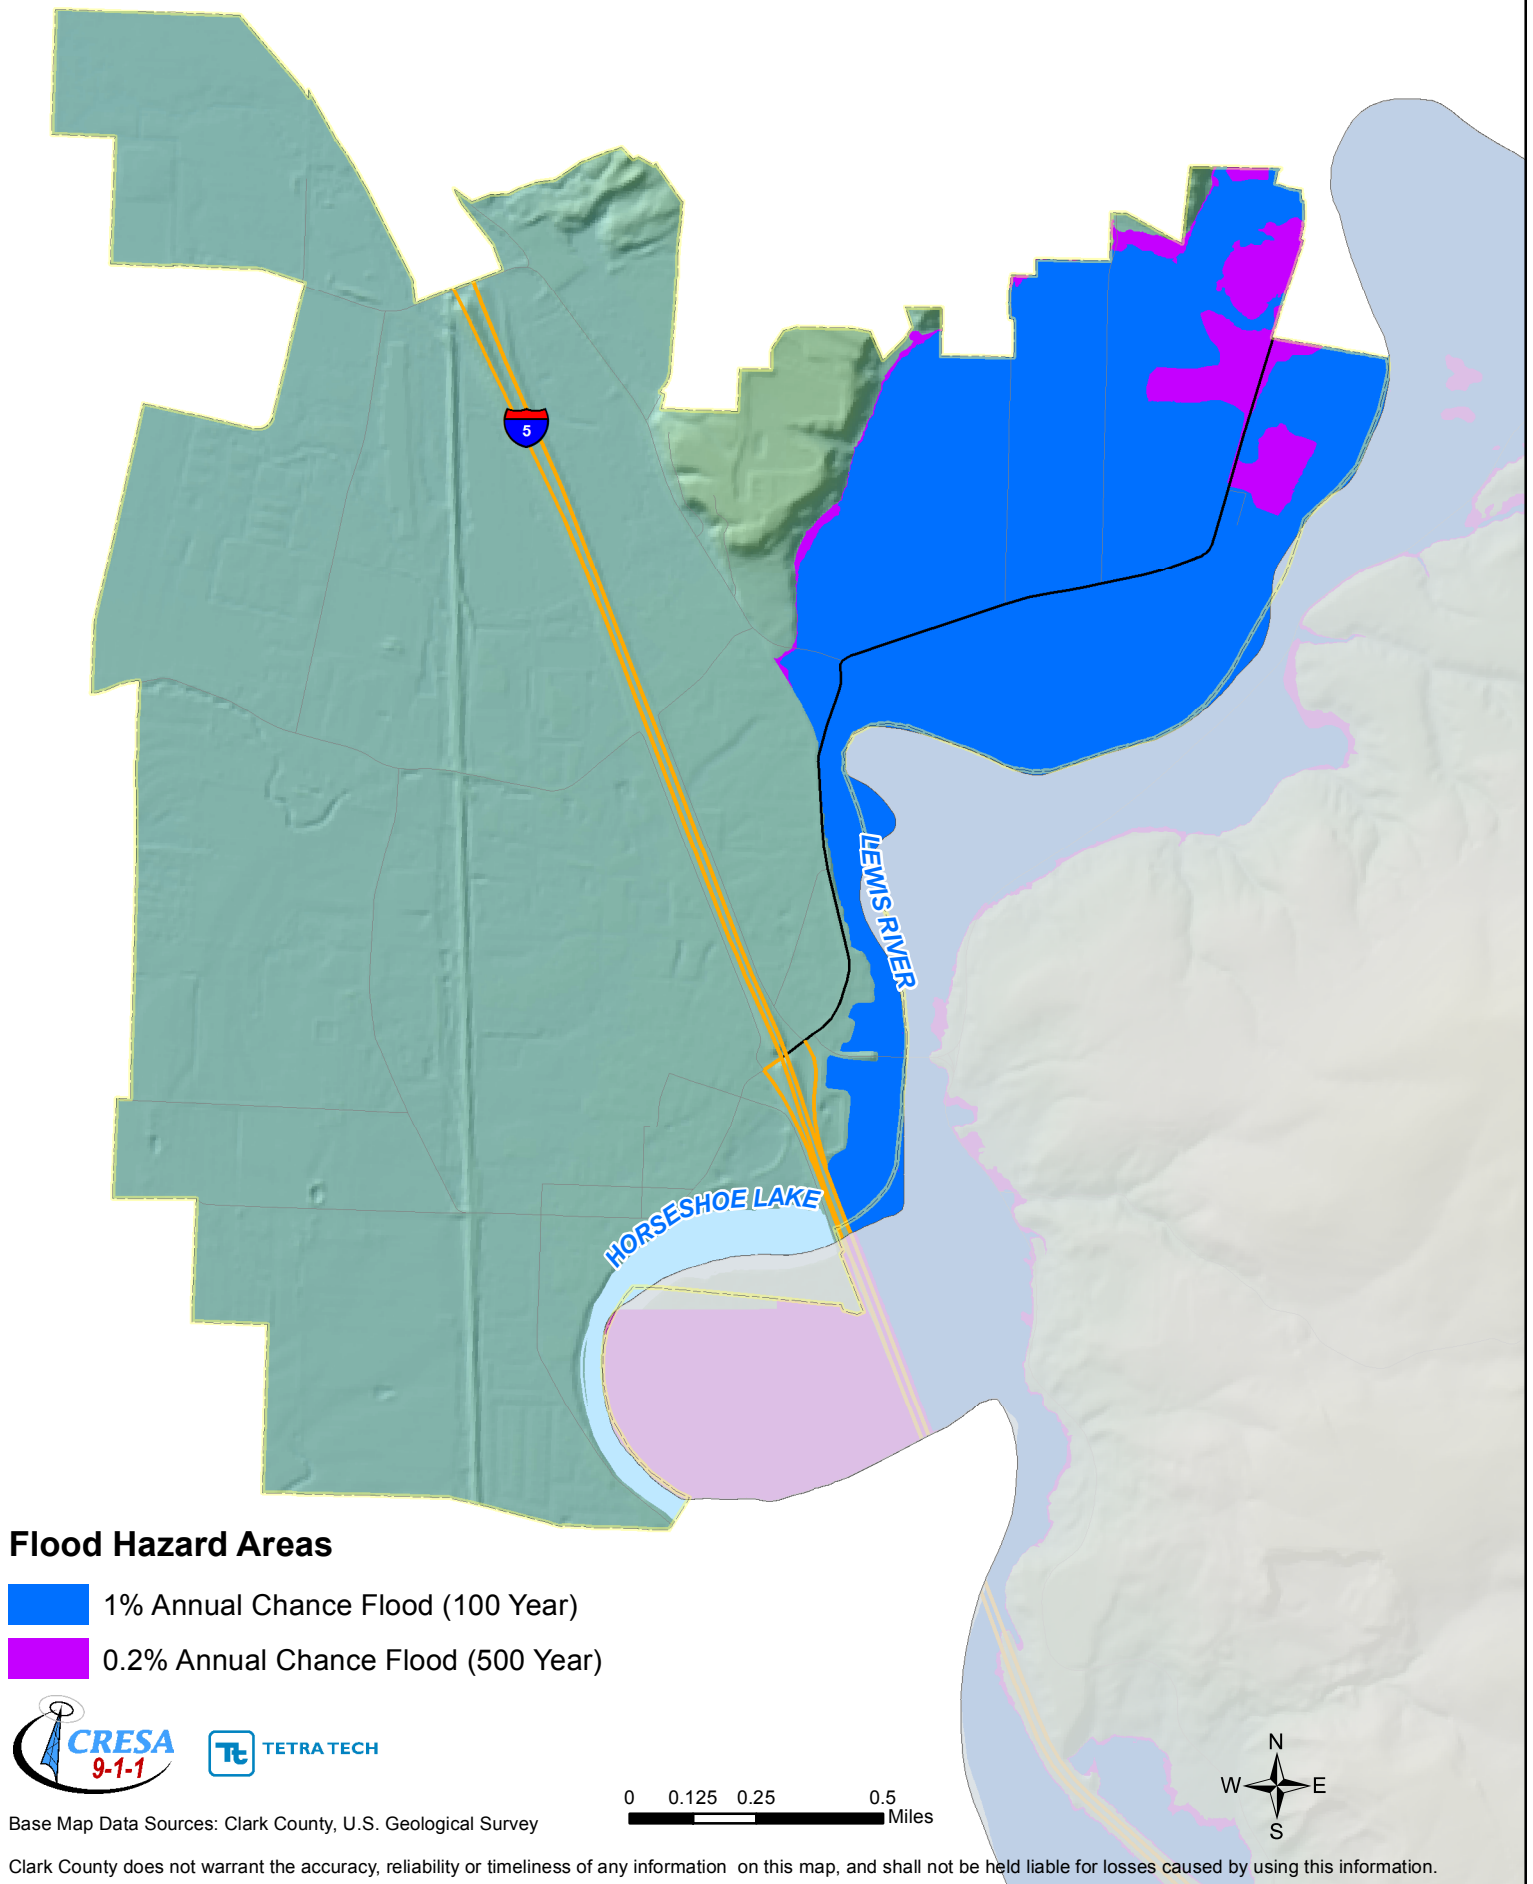 5
LEWIS RIVER
HORSESHOE LAKE
Flood Hazard Areas
1% Annual Chance Flood (100 Year)
0.2% Annual Chance Flood (500 Year)
CRESA
9-1-1
Tt
TETRA TECH
N
W E
S
0 0.125 0.25 0.5
Miles
Base Map Data Sources: Clark County, U.S. Geological Survey
Clark County does not warrant the accuracy, reliability or timeliness of any information on this map, and shall not be held liable for losses caused by using this information.